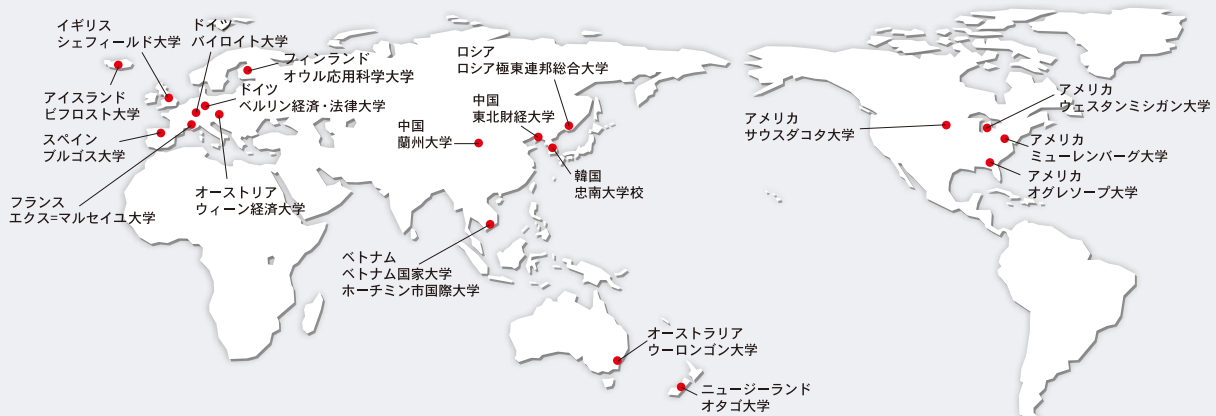 イギリス
シェフィールド大学
ドイツ
バイロイト大学
フィンランド
オウル応用科学大学
ドイツ
ベルリン経済・法律大学
アイスランド
ビフロスト大学
スペイン
ブルゴス大学
フランス
エクス=マルセイユ大学
オーストリア
ウィーン経済大学
ロシア
ロシア極東連邦総合大学
中国
東北財経大学
中国
蘭州大学
韓国
忠南大学校
ベトナム
ベトナム国家大学
ホーチミン市国際大学
オーストラリア
ウーロンゴン大学
ニュージーランド
オタゴ大学
アメリカ
サウスダコタ大学
アメリカ
ウェスタンミシガン大学
アメリカ
ミューレンバーグ大学
アメリカ
オグレソープ大学